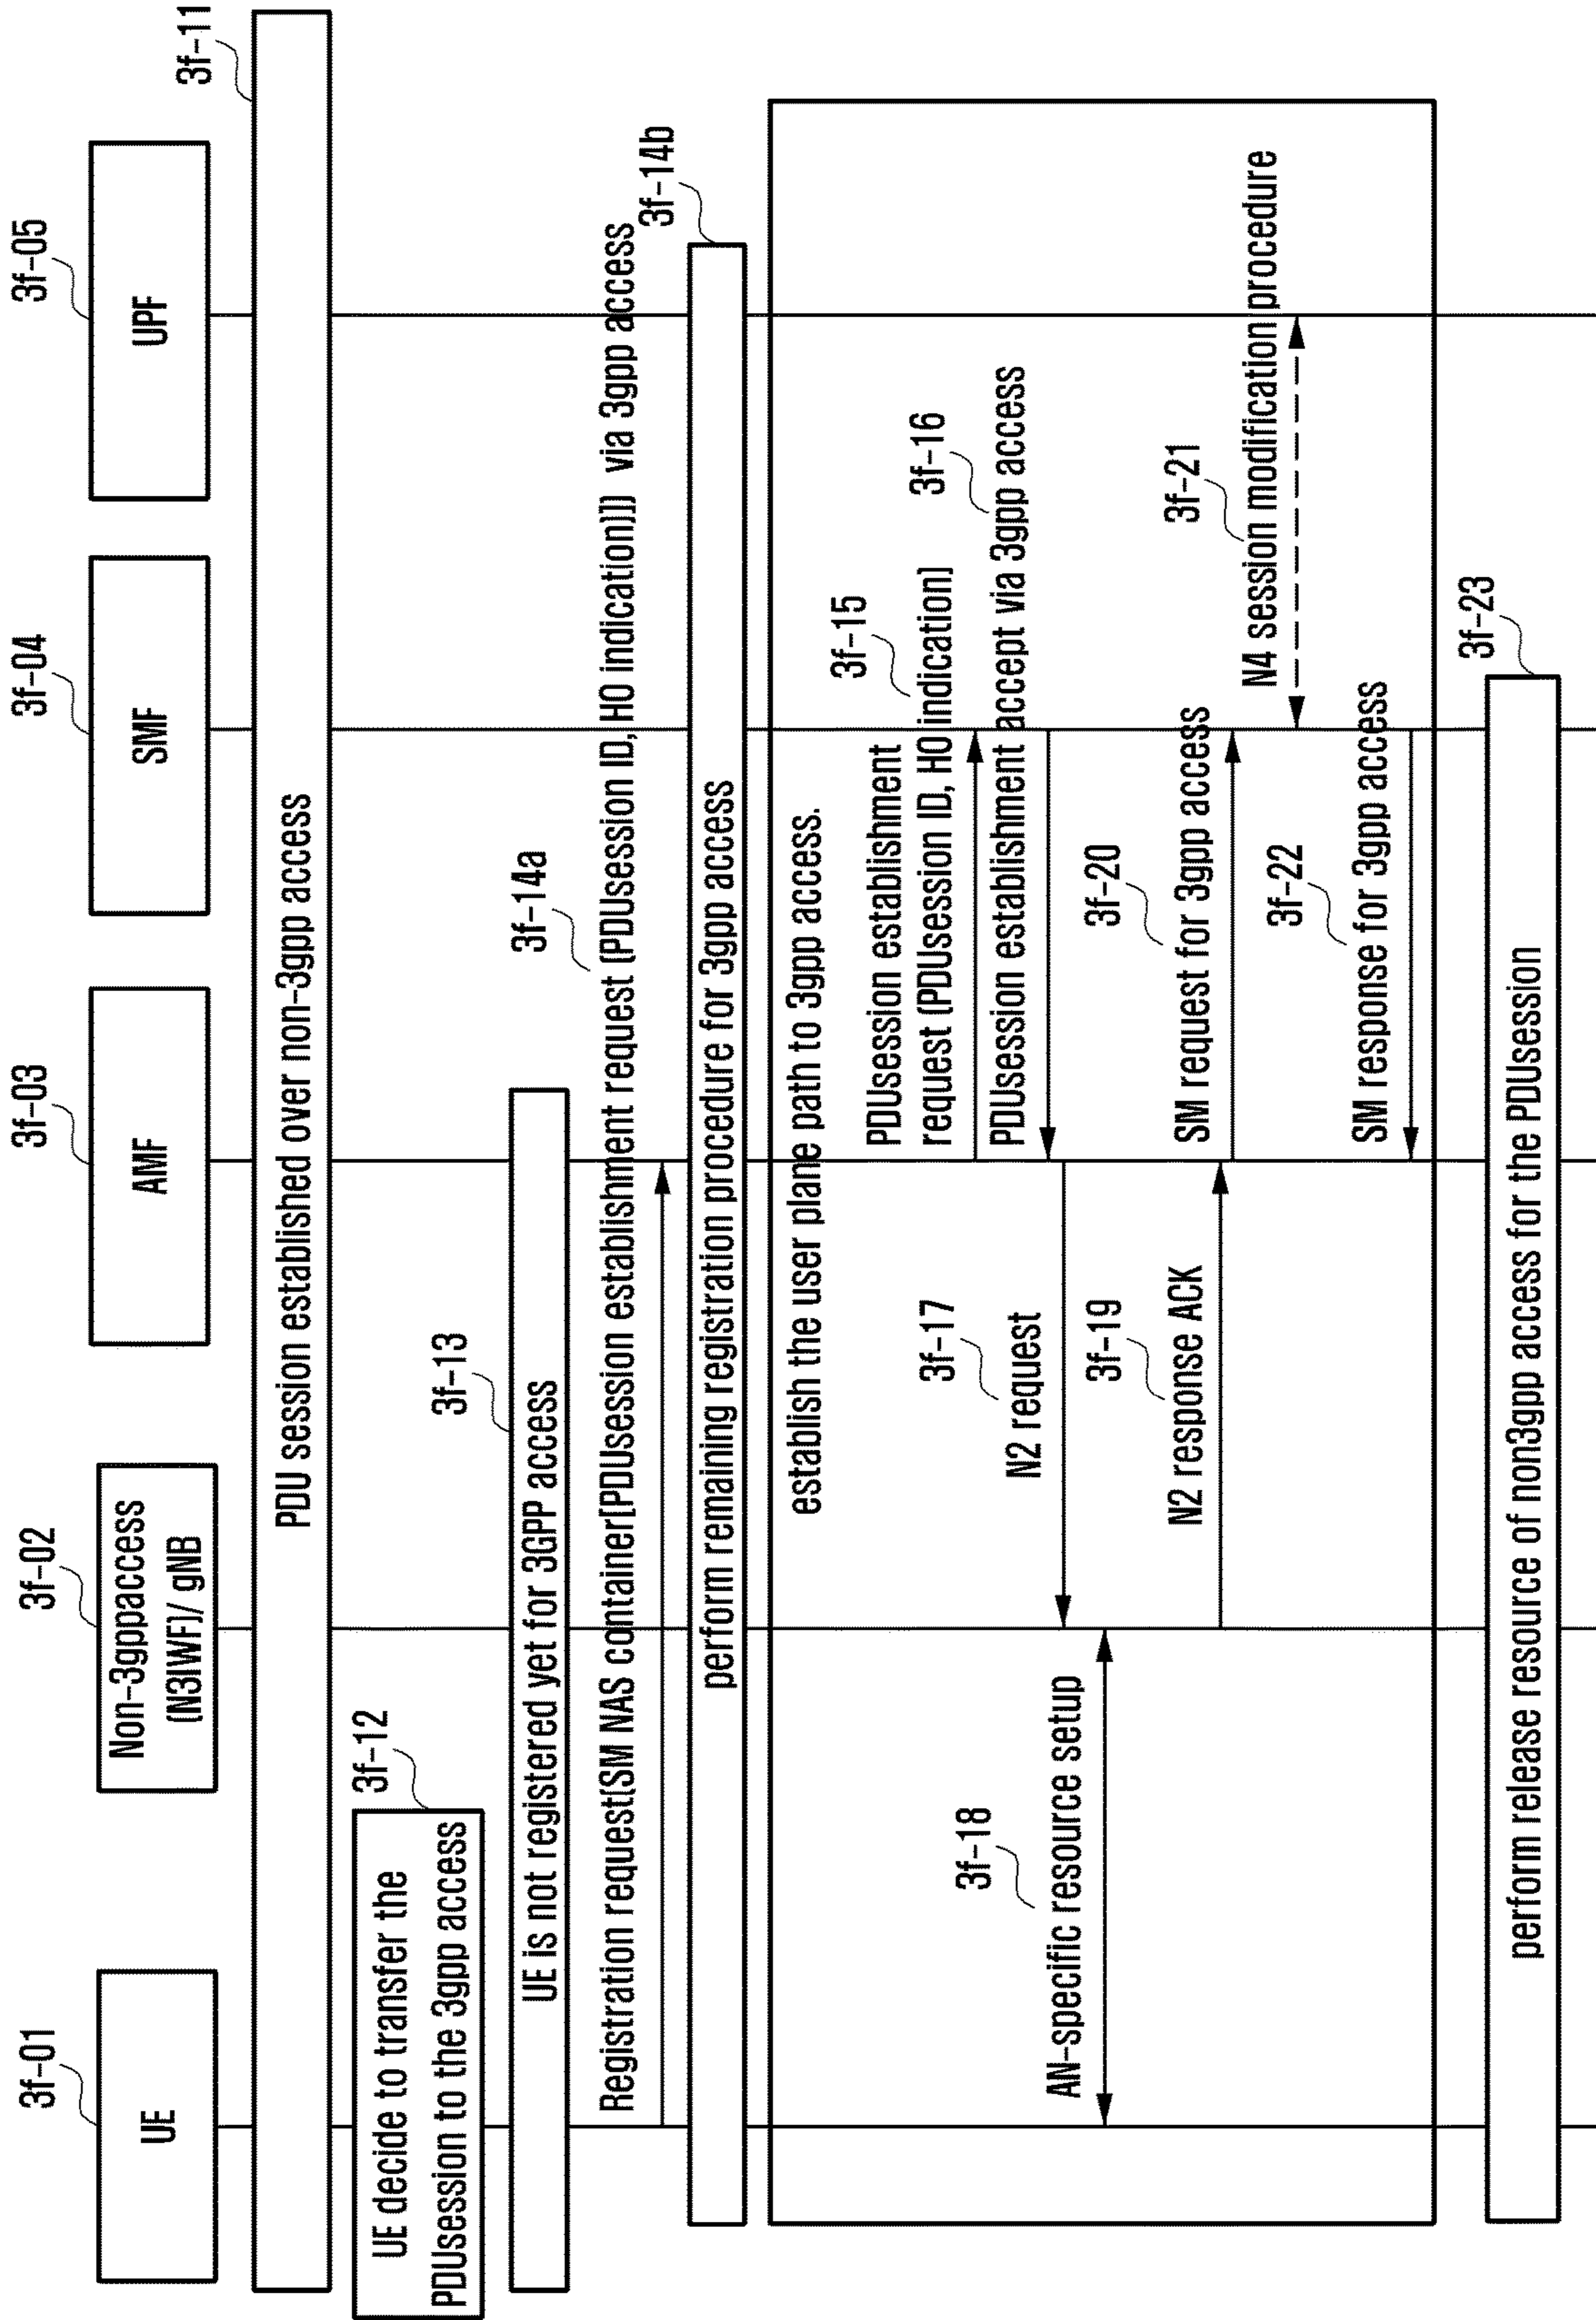 3f-01
3f-02
3f-03
3f-04
3f-05
UE
Non-3gppaccess
(N3IWF)/ gNB
AMF
SMF
UPF
3f-11
PDU session established over non-3gpp access
3f-12
UE decide to transfer the
PDUsession to the 3gpp access
3f-13
UE is not registered yet for 3GPP access
3f-14a
Registration request(SM NAS container[PDUsession establishment request (PDUsession ID, HO indication)]) via 3gpp access
3f-14b
perform remaining registration procedure for 3gpp access
establish the user plane path to 3gpp access.
3f-15
PDUsession establishment
request (PDUsession ID, HO indication)
3f-16
PDUsession establishment accept via 3gpp access
3f-17
N2 request
3f-18
AN-specific resource setup
3f-19
N2 response ACK
3f-20
SM request for 3gpp access
3f-21
N4 session modification procedure
3f-22
SM response for 3gpp access
3f-23
perform release resource of non3gpp access for the PDUsession